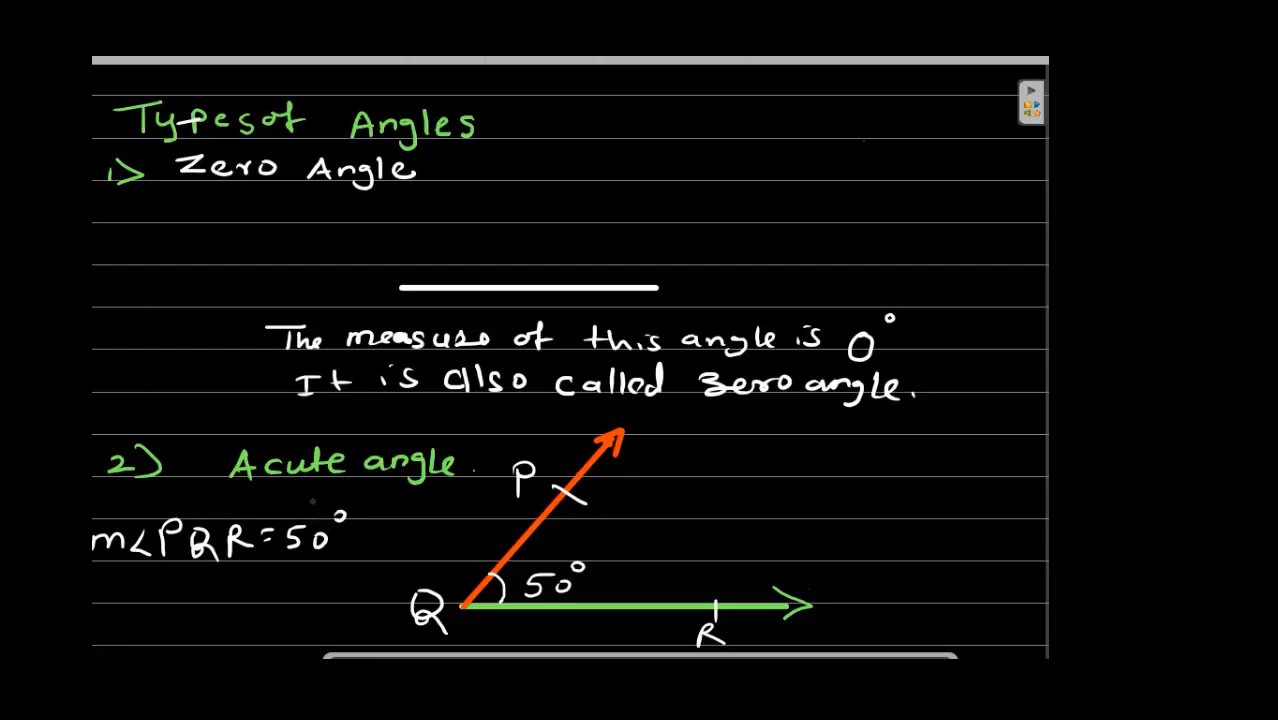 Types of Angles
1> Zero Angle
The measure of this angle is 0°
It is also called zero angle.
2) Acute angle.
P
m∠PQR=50°
50°
Q
R